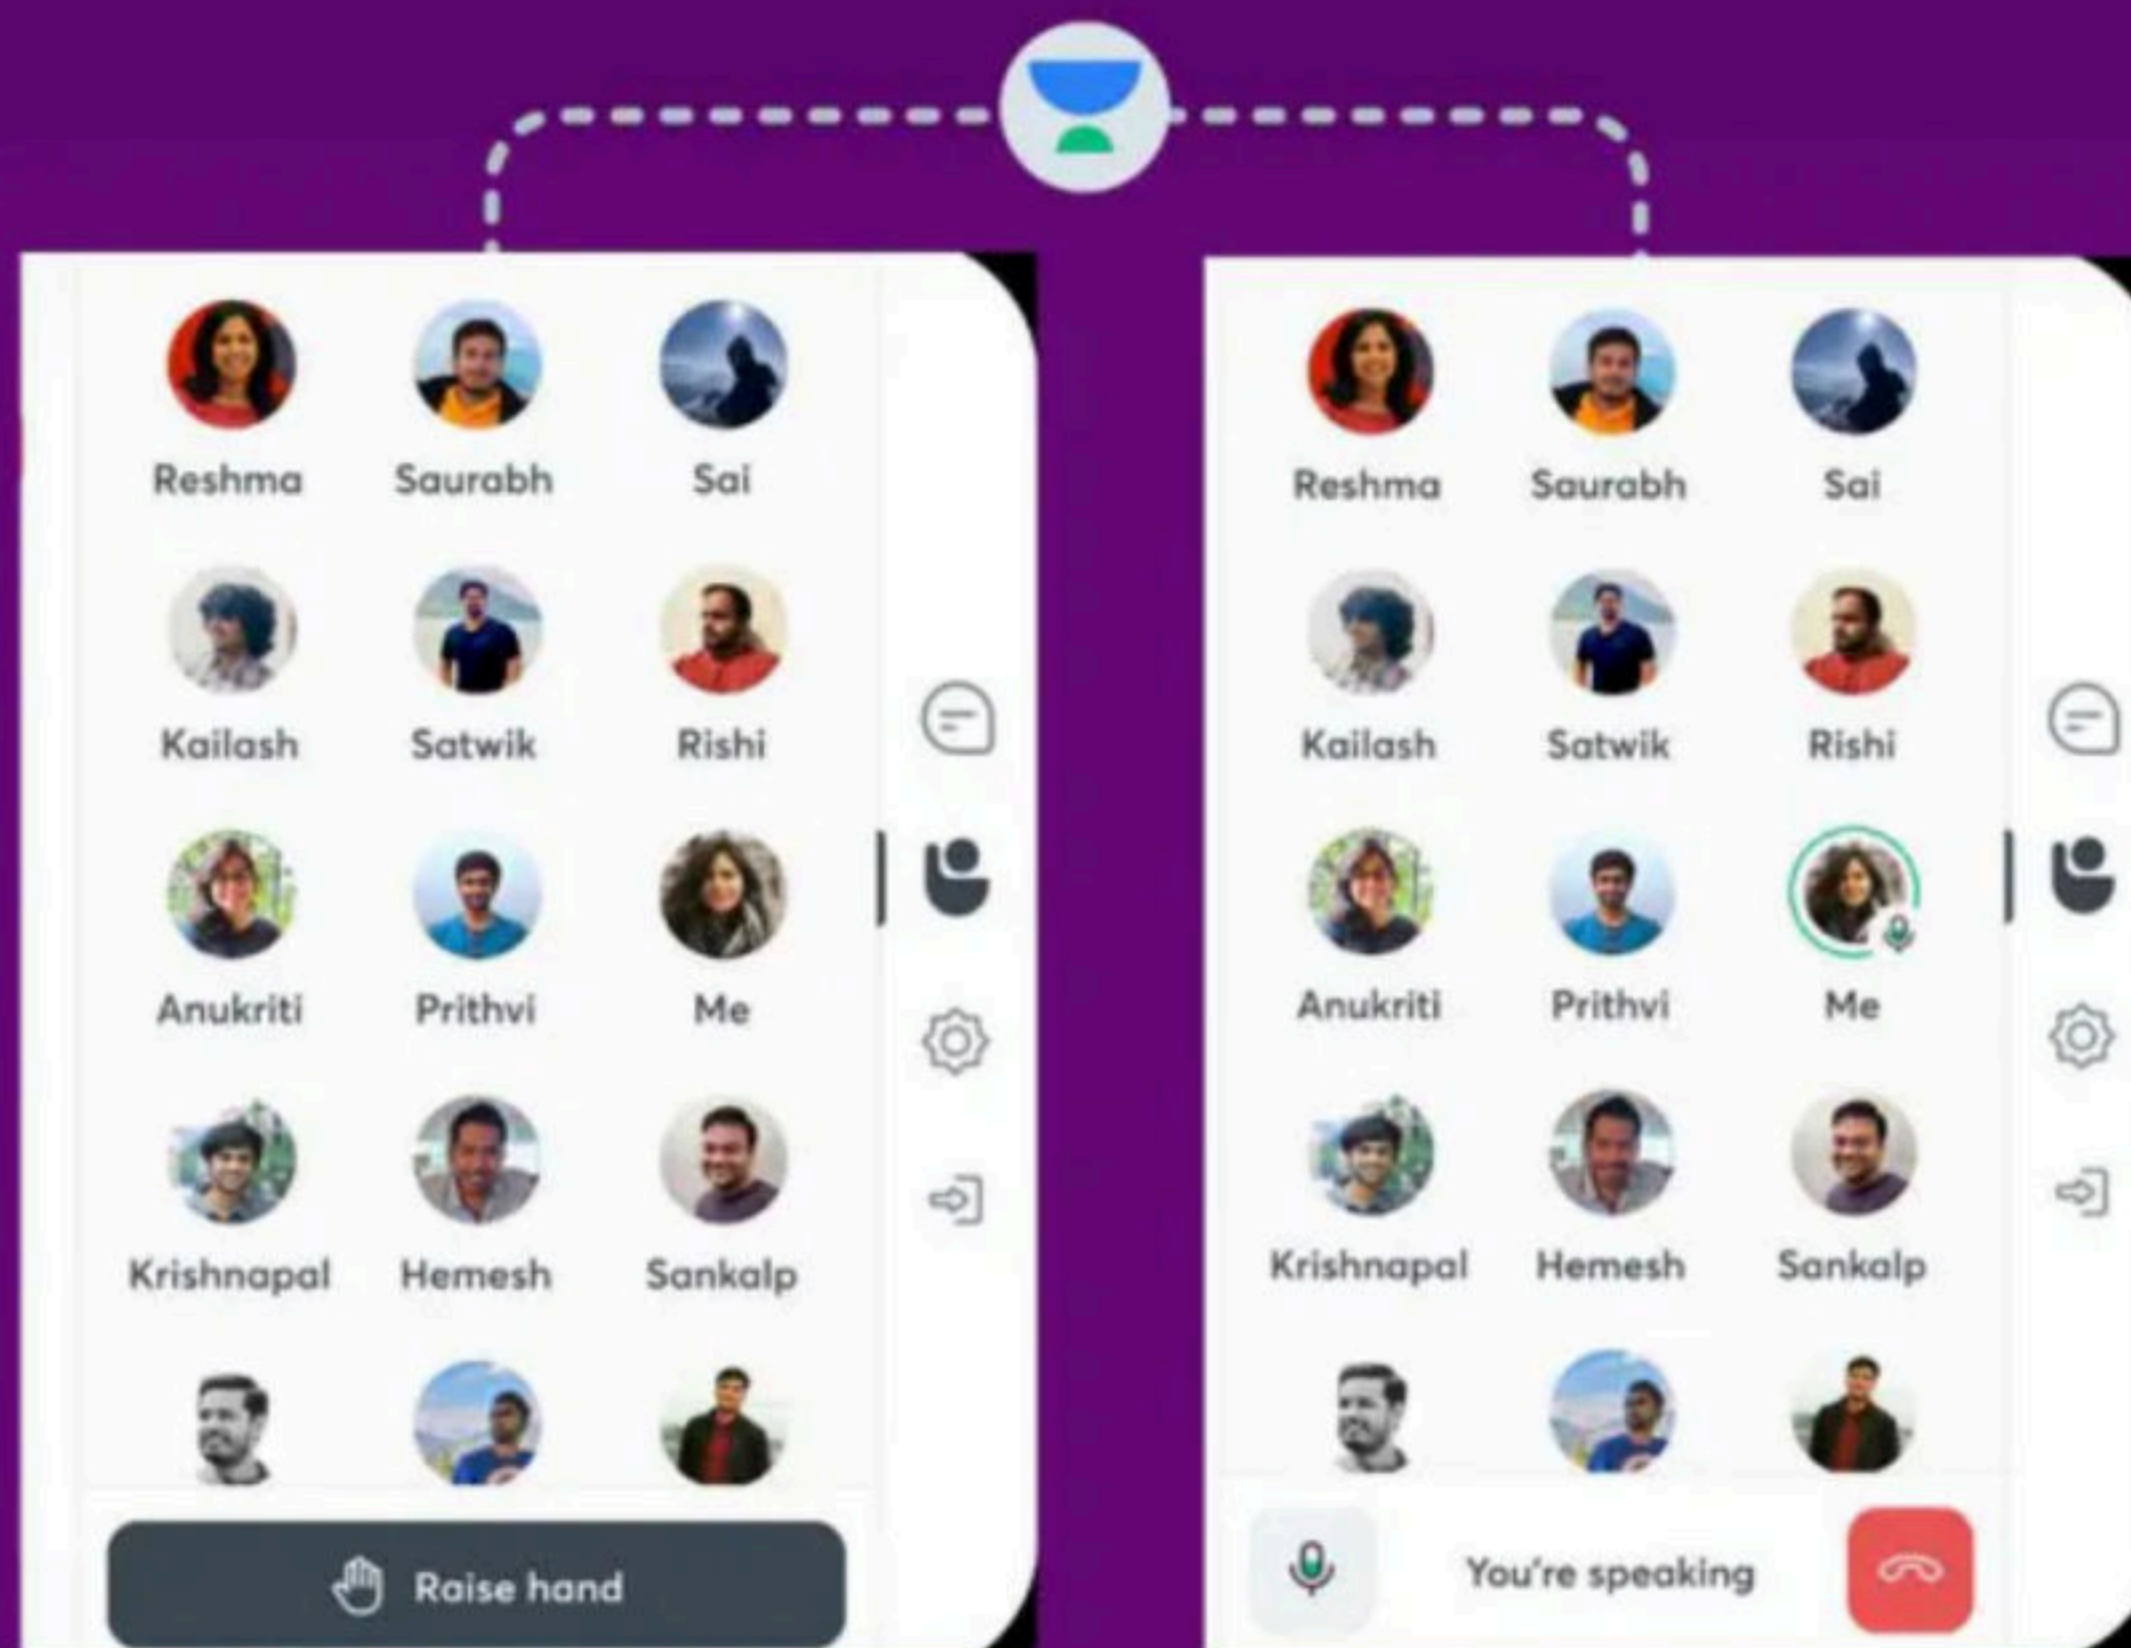 Reshma Saurabh Sai
Kailash Satwik Rishi
Anukriti Prithvi Me
Krishnapal Hemesh Sankalp
Raise hand
Reshma Saurabh Sai
Kailash Satwik Rishi
Anukriti Prithvi Me
Krishnapal Hemesh Sankalp
You're speaking